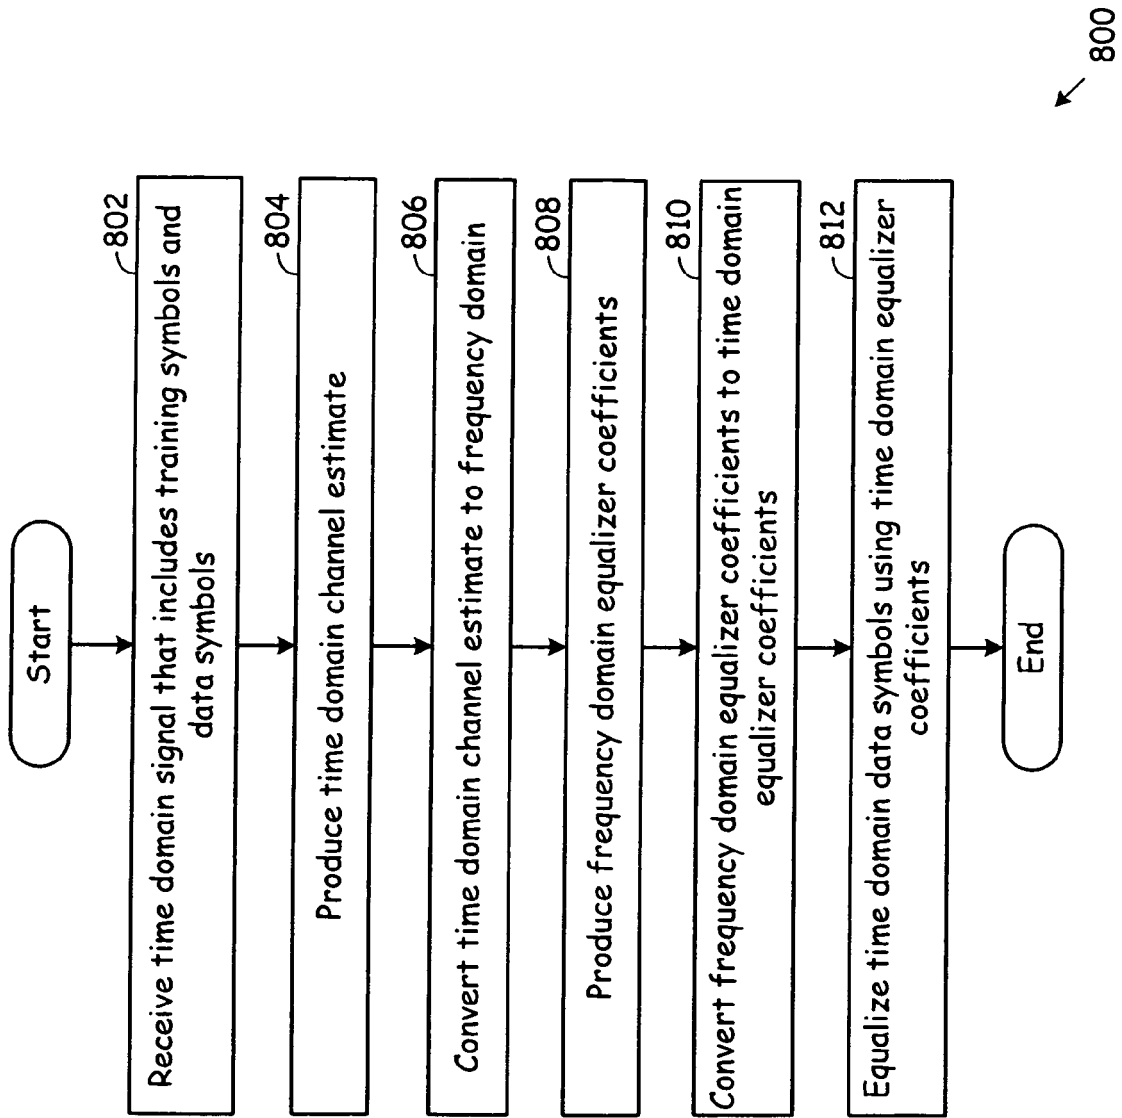 Start
802
Receive time domain signal that includes training symbols and
data symbols
804
Produce time domain channel estimate
806
Convert time domain channel estimate to frequency domain
808
Produce frequency domain equalizer coefficients
810
Convert frequency domain equalizer coefficients to time domain
equalizer coefficients
812
Equalize time domain data symbols using time domain equalizer
coefficients
End
800